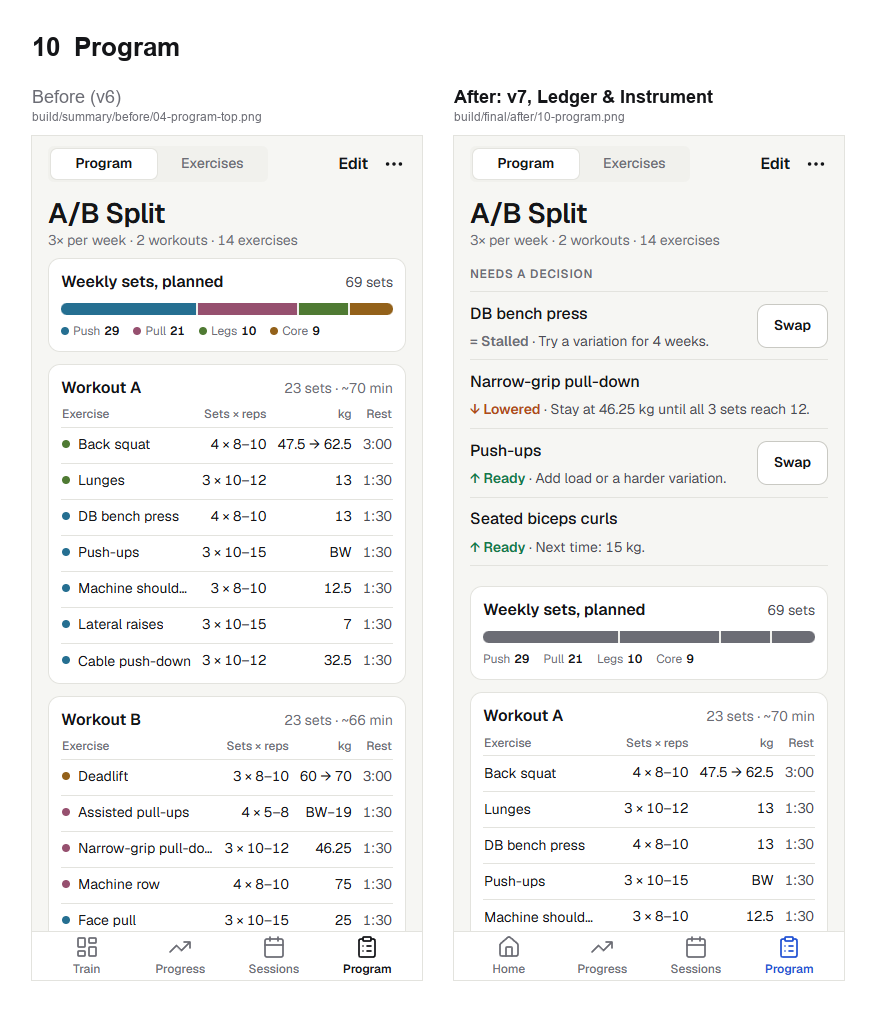 10 Program
Before (v6)
build/summary/before/04-program-top.png
Program Exercises Edit
A/B Split
3× per week · 2 workouts · 14 exercises
Weekly sets, planned 69 sets
Push 29 Pull 21 Legs 10 Core 9
Workout A 23 sets · ~70 min
Exercise Sets × reps kg Rest
Back squat 4 × 8–10 47.5 → 62.5 3:00
Lunges 3 × 10–12 13 1:30
DB bench press 4 × 8–10 13 1:30
Push-ups 3 × 10–15 BW 1:30
Machine should… 3 × 8–10 12.5 1:30
Lateral raises 3 × 10–15 7 1:30
Cable push-down 3 × 10–12 32.5 1:30
Workout B 23 sets · ~66 min
Exercise Sets × reps kg Rest
Deadlift 3 × 8–10 60 → 70 3:00
Assisted pull-ups 4 × 5–8 BW–19 1:30
Narrow-grip pull-do… 3 × 10–12 46.25 1:30
Machine row 4 × 8–10 75 1:30
Face pull 3 × 10–15 25 1:30
Train Progress Sessions Program
After: v7, Ledger & Instrument
build/final/after/10-program.png
Program Exercises Edit
A/B Split
3× per week · 2 workouts · 14 exercises
NEEDS A DECISION
DB bench press
= Stalled · Try a variation for 4 weeks.
Swap
Narrow-grip pull-down
↓ Lowered · Stay at 46.25 kg until all 3 sets reach 12.
Push-ups
↑ Ready · Add load or a harder variation.
Swap
Seated biceps curls
↑ Ready · Next time: 15 kg.
Weekly sets, planned 69 sets
Push 29 Pull 21 Legs 10 Core 9
Workout A 23 sets · ~70 min
Exercise Sets × reps kg Rest
Back squat 4 × 8–10 47.5 → 62.5 3:00
Lunges 3 × 10–12 13 1:30
DB bench press 4 × 8–10 13 1:30
Push-ups 3 × 10–15 BW 1:30
Machine should… 3 × 8–10 12.5 1:30
Home Progress Sessions Program